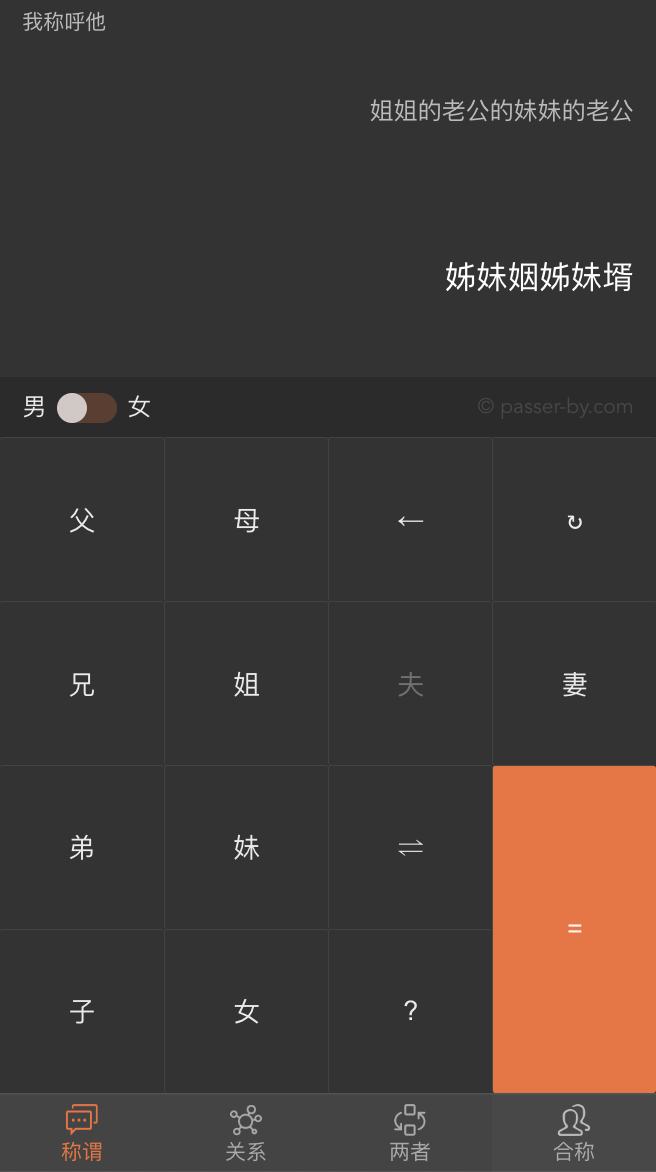 我称呼他
姐姐的老公的妹妹的老公
姊妹姻姊妹壻
男 女 © passer-by.com
父 母 ← ↻
兄 姐 夫 妻
弟 妹 ⇌
=
子 女 ?
称谓 关系 两者 合称